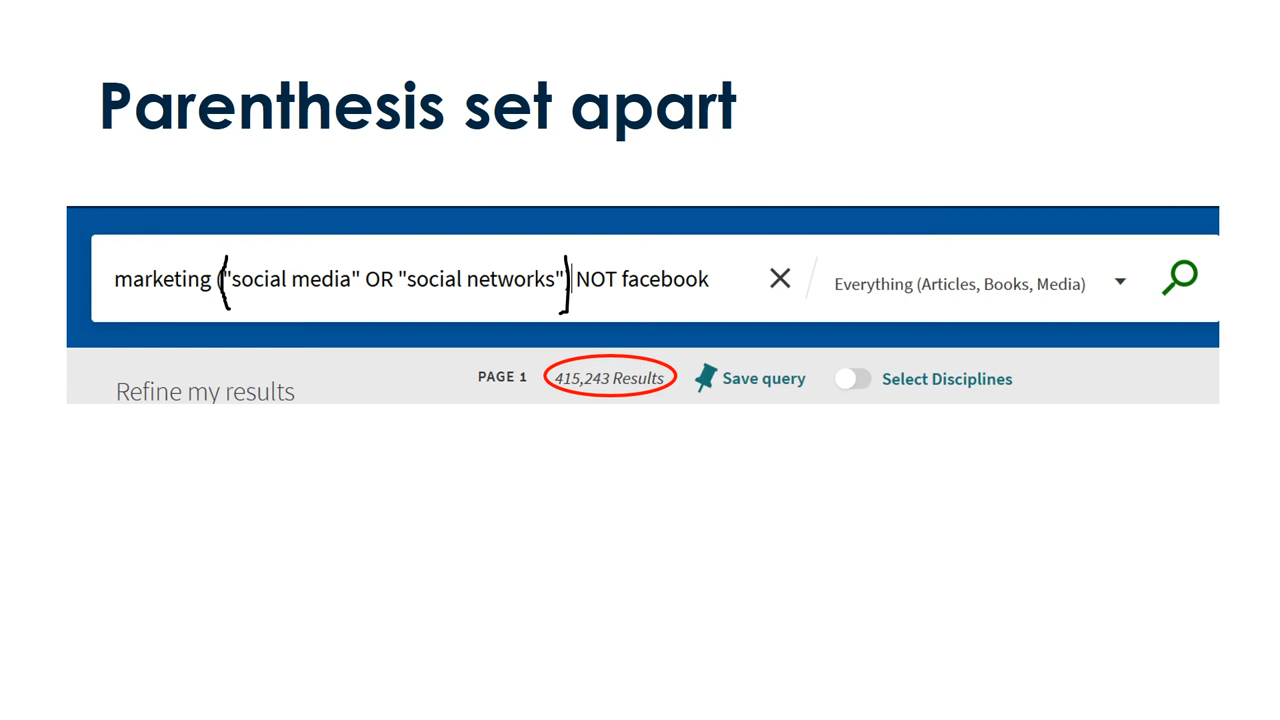 Parenthesis set apart
marketing ("social media" OR "social networks") NOT facebook
Everything (Articles, Books, Media)
PAGE 1 415,243 Results Save query Select Disciplines
Refine my results